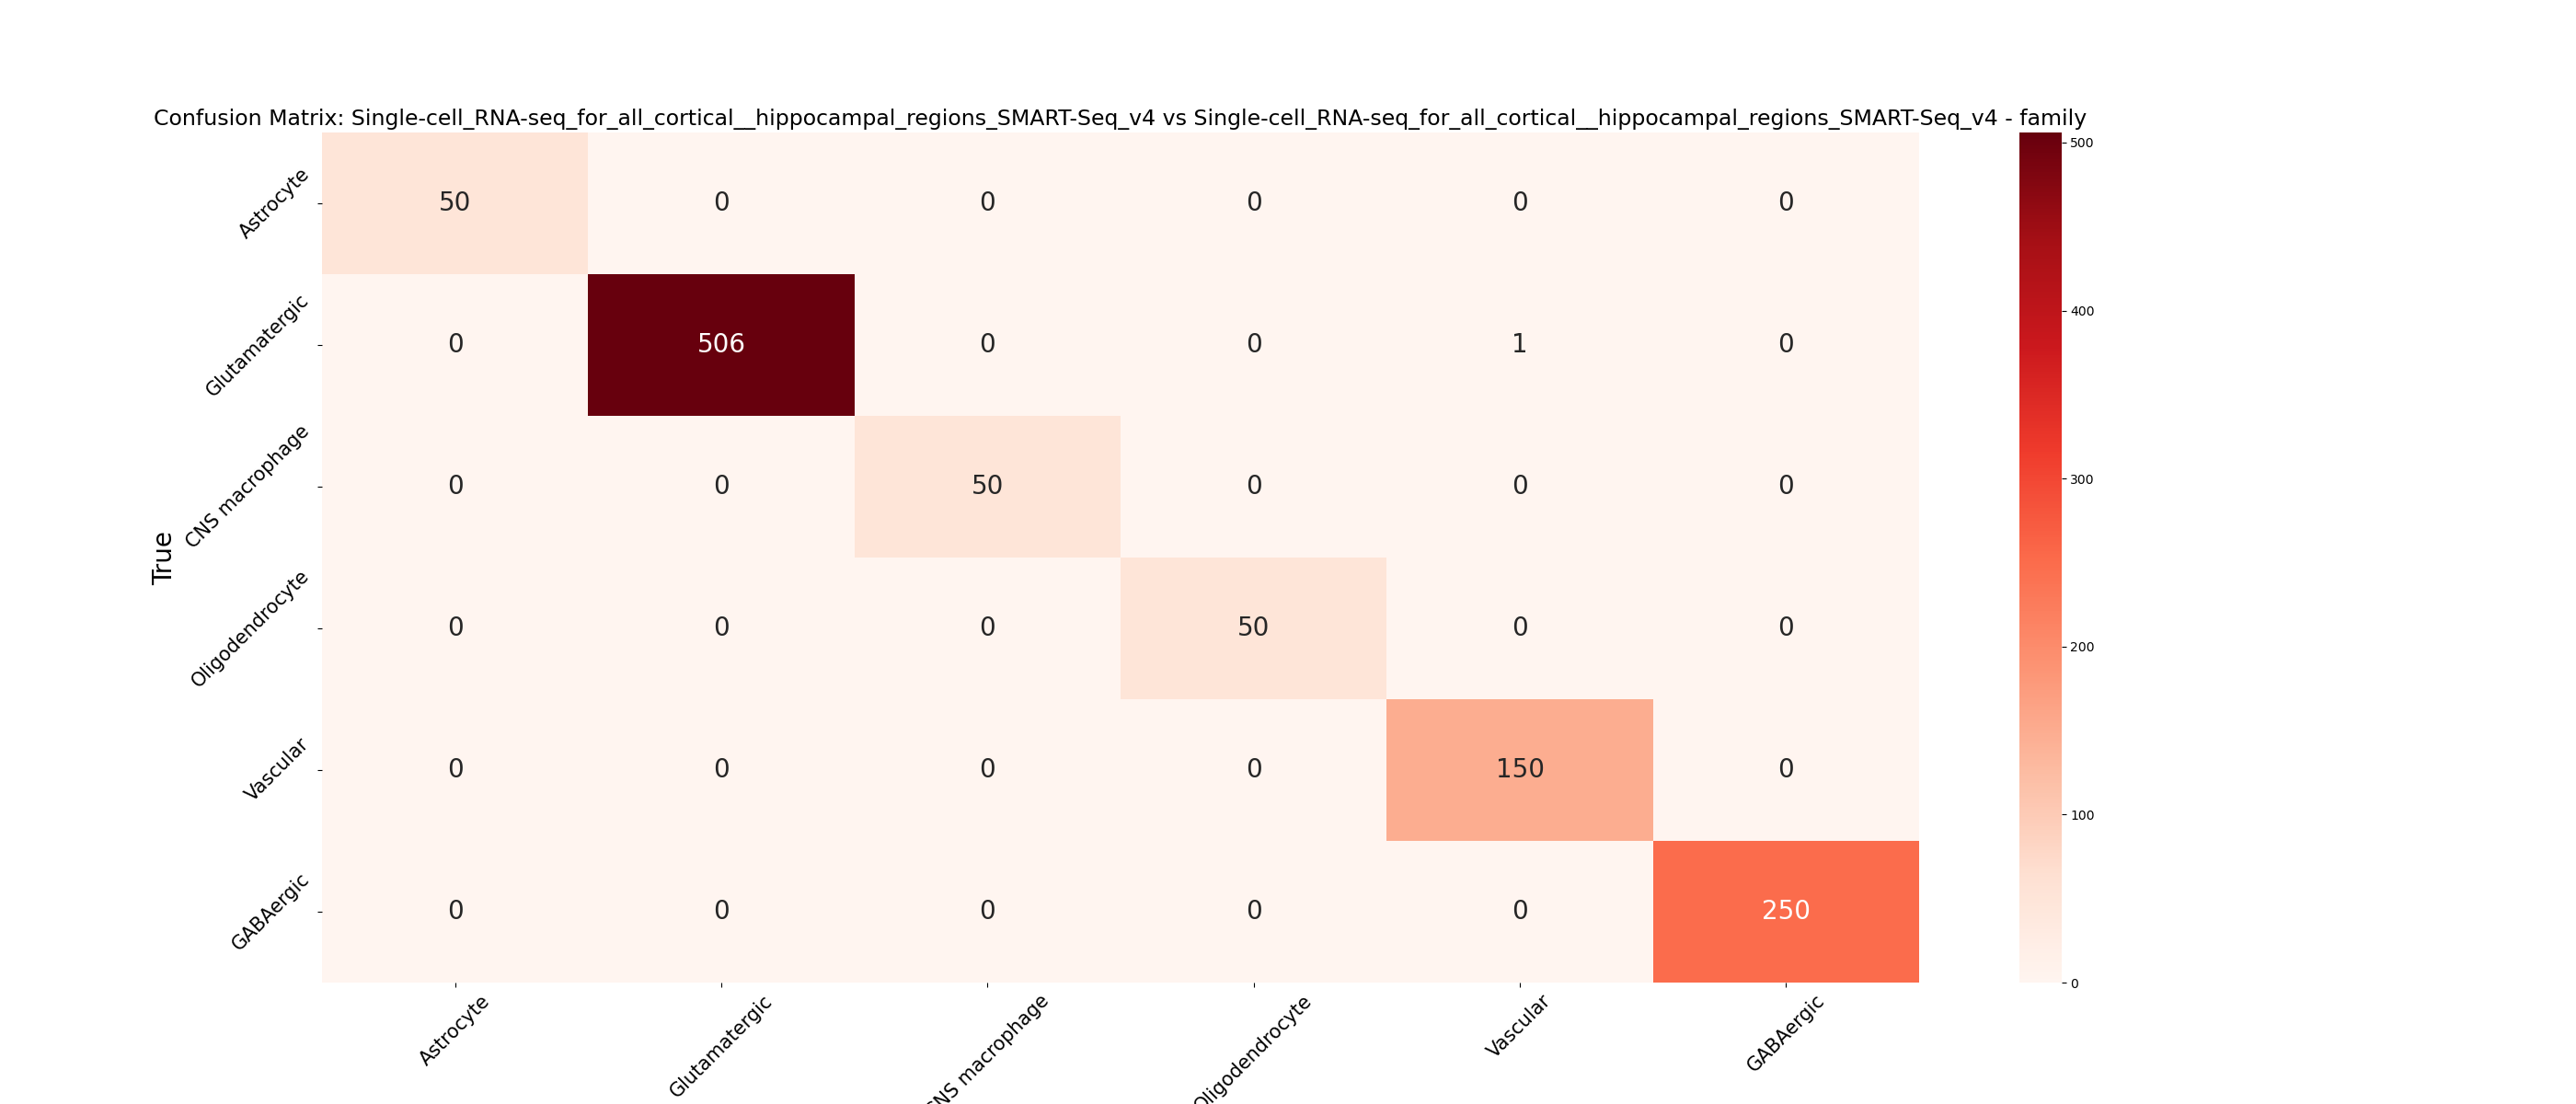 Confusion Matrix: Single-cell_RNA-seq_for_all_cortical__hippocampal_regions_SMART-Seq_v4 vs Single-cell_RNA-seq_for_all_cortical__hippocampal_regions_SMART-Seq_v4 - family
True
Astrocyte 50 0 0 0 0 0
Glutamatergic 0 506 0 0 1 0
CNS macrophage 0 0 50 0 0 0
Oligodendrocyte 0 0 0 50 0 0
Vascular 0 0 0 0 150 0
GABAergic 0 0 0 0 0 250
Astrocyte Glutamatergic CNS macrophage Oligodendrocyte Vascular GABAergic
500
400
300
200
100
0